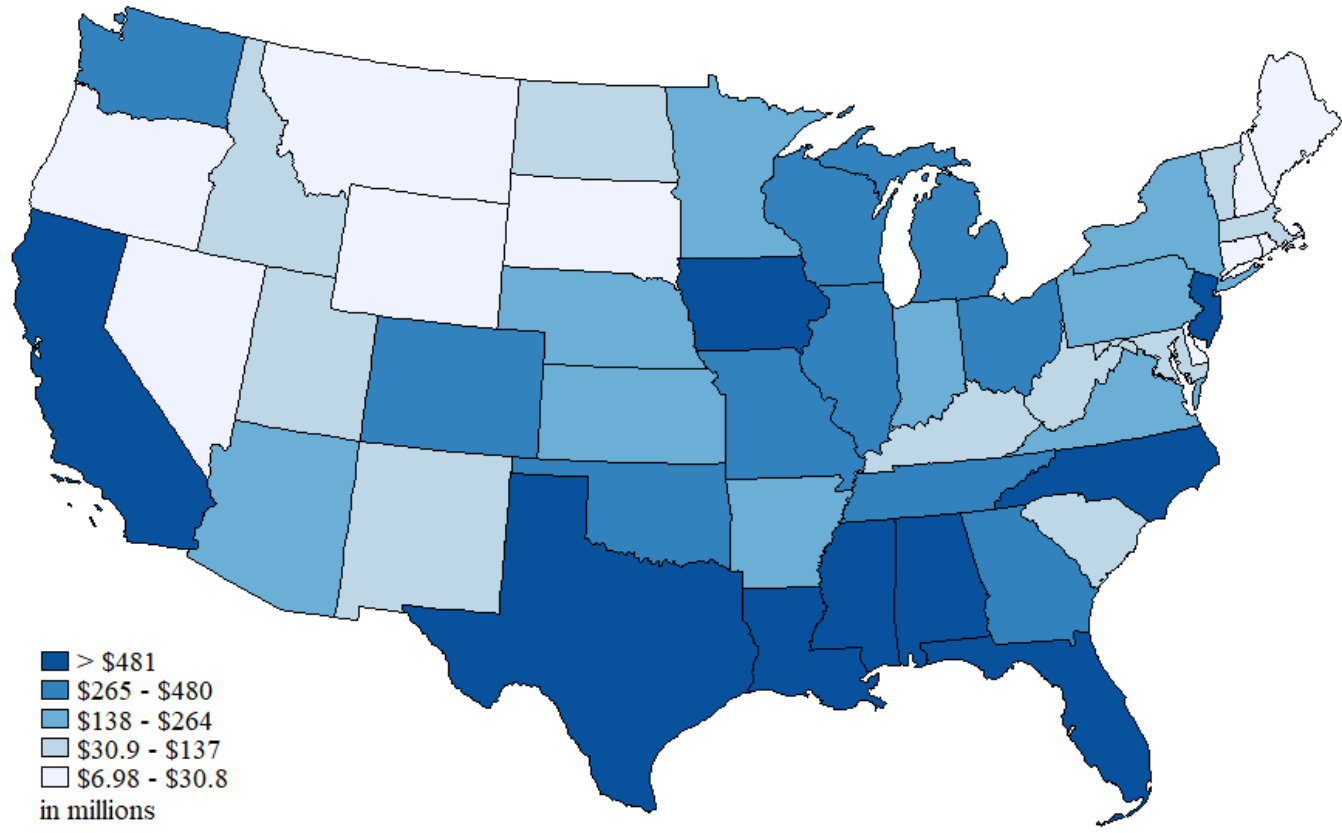 > $481
$265 - $480
$138 - $264
$30.9 - $137
$6.98 - $30.8
in millions